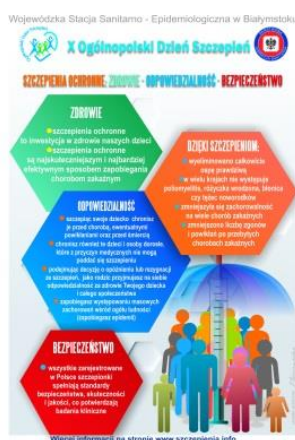 Wojewódzka Stacja Sanitarno - Epidemiologiczna w Białymstoku
X Ogólnopolski Dzień Szczepień
SZCZEPIENIA OCHRONNE: ZDROWIE - ODPOWIEDZIALNOŚĆ - BEZPIECZEŃSTWO
ZDROWIE
szczepienia ochronne
to inwestycja w zdrowie naszych dzieci
szczepienia ochronne
są najskuteczniejszym i najbardziej
efektywnym sposobem zapobiegania
chorobom zakaźnym
DZIĘKI SZCZEPIENIOM:
wyeliminowano całkowicie
ospę prawdziwą
w wielu krajach nie występuje
poliomyelitis, różyczka wrodzona, błonica
czy tężec noworodków
zmniejszyła się zachorowalność
na wiele chorób zakaźnych
zmniejszono liczbę zgonów
i powikłań po przebytych
chorobach zakaźnych
ODPOWIEDZIALNOŚĆ
szczepiąc swoje dziecko chronisz
je przed chorobą, ewentualnymi
powikłaniami oraz przed śmiercią
chronisz również te dzieci i osoby dorosłe,
które z przyczyn medycznych nie mogą
poddać się szczepieniu
podejmując decyzję o opóźnieniu lub rezygnacji
ze szczepień, jako rodzic przyjmujesz na siebie
odpowiedzialność za zdrowie Twojego dziecka
i całego społeczeństwa
zapobiegasz występowaniu masowych
zachorowań wśród ogółu ludności
(zapobiegasz epidemii)
BEZPIECZEŃSTWO
wszystkie zarejestrowane
w Polsce szczepionki
spełniają standardy
bezpieczeństwa, skuteczności
i jakości, co potwierdzają
badania kliniczne
Więcej informacji na stronie www.szczepienia.info